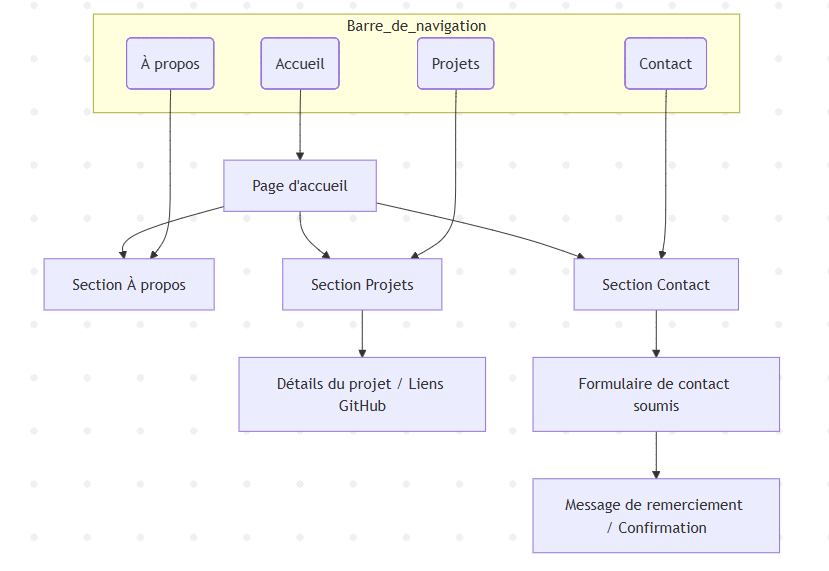 Barre_de_navigation
À propos
Accueil
Projets
Contact
Page d'accueil
Section À propos
Section Projets
Section Contact
Détails du projet / Liens
GitHub
Formulaire de contact
soumis
Message de remerciement
/ Confirmation